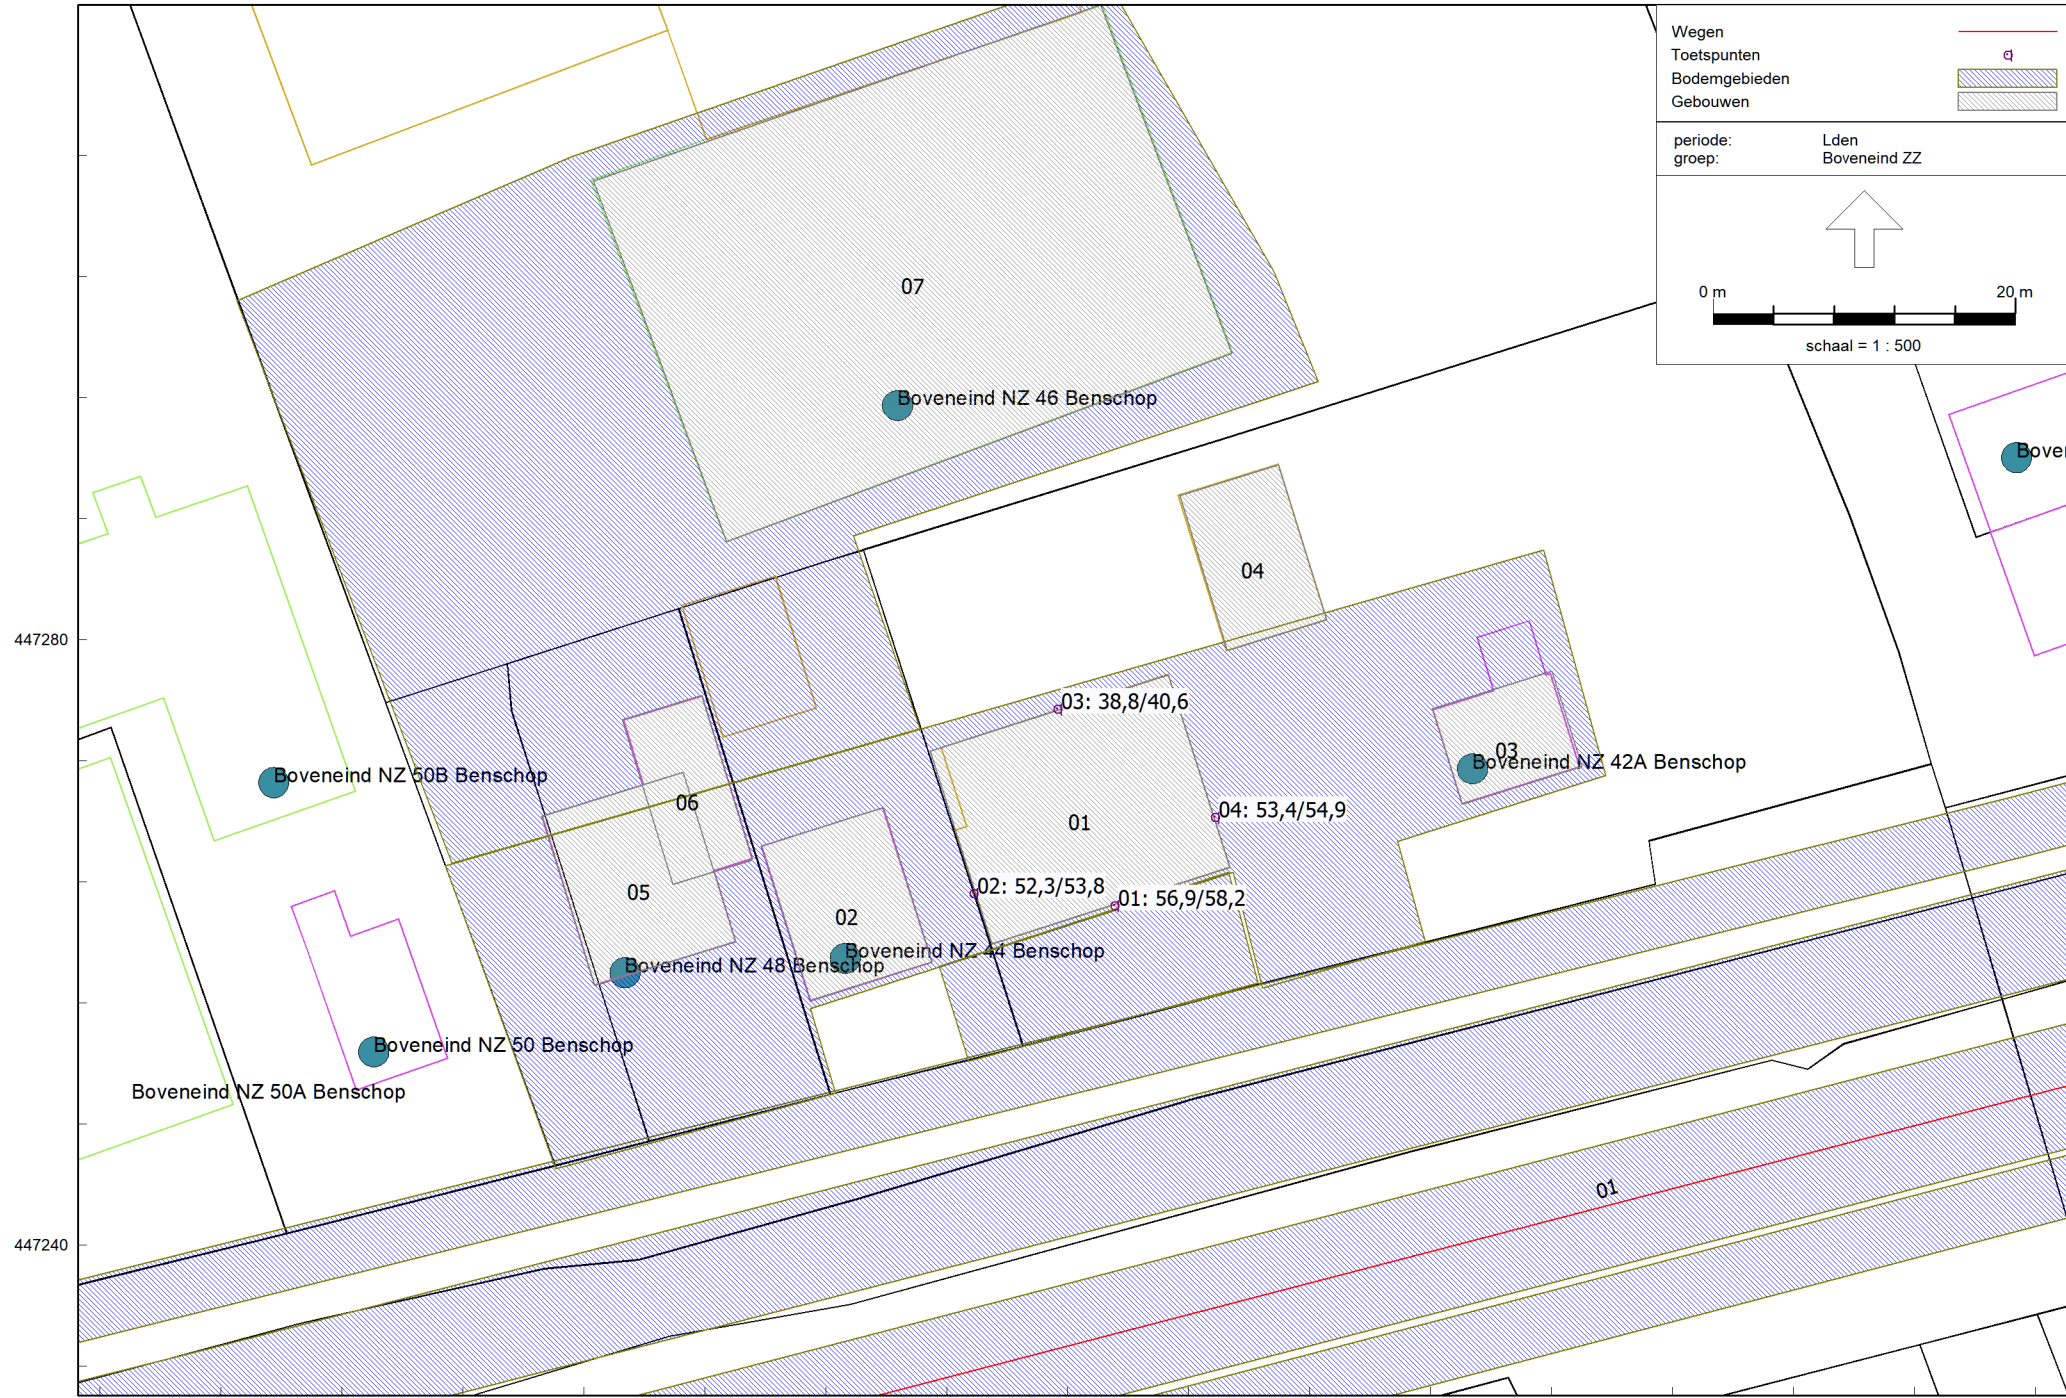 Wegen
Toetspunten
Bodemgebieden
Gebouwen
periode: Lden
groep: Boveneind ZZ
0 m 20 m
schaal = 1 : 500
07
Boveneind NZ 46 Benschop
Bover
04
447280
03: 38,8/40,6
03
Boveneind NZ 42A Benschop
Boveneind NZ 50B Benschop
06
04: 53,4/54,9
01
05
02: 52,3/53,8
01: 56,9/58,2
02
Boveneind NZ 44 Benschop
Boveneind NZ 48 Benschop
Boveneind NZ 50 Benschop
Boveneind NZ 50A Benschop
01
447240